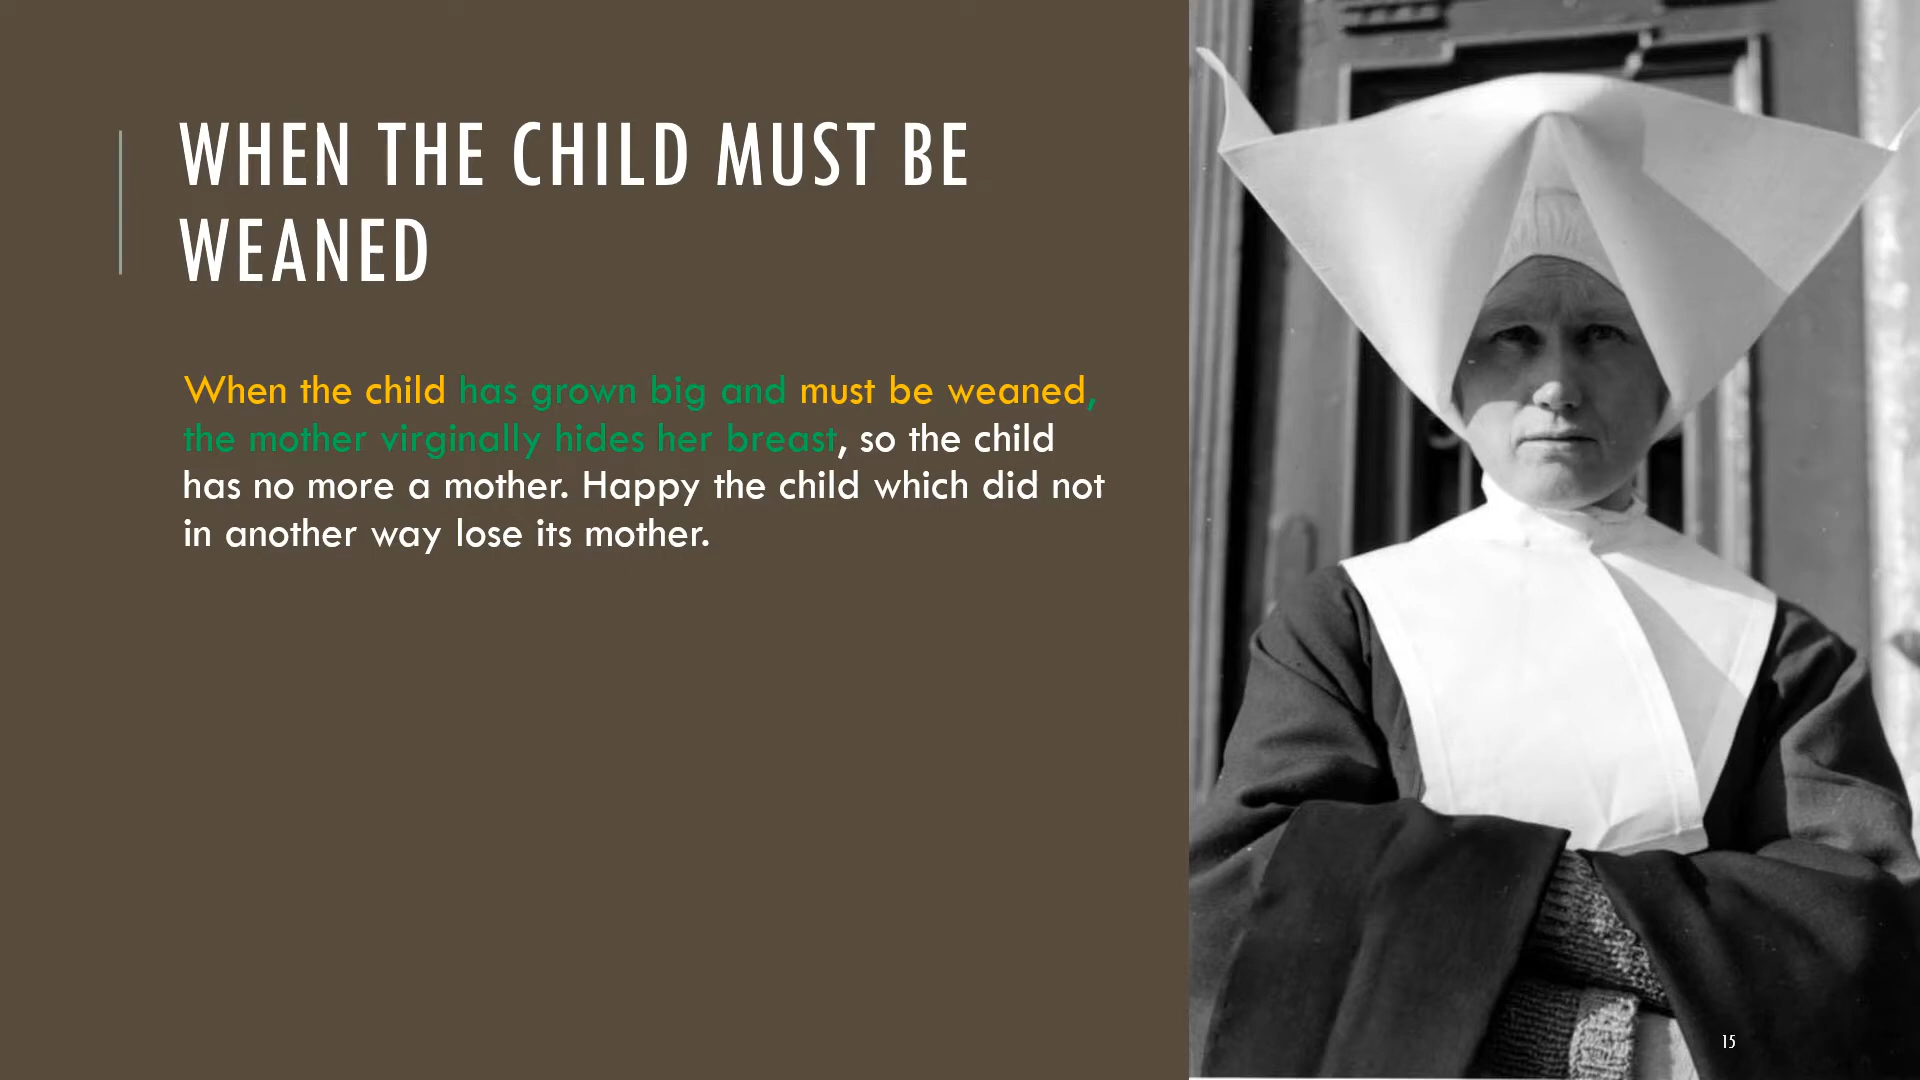 WHEN THE CHILD MUST BE
WEANED
When the child has grown big and must be weaned,
the mother virginally hides her breast, so the child
has no more a mother. Happy the child which did not
in another way lose its mother.
15